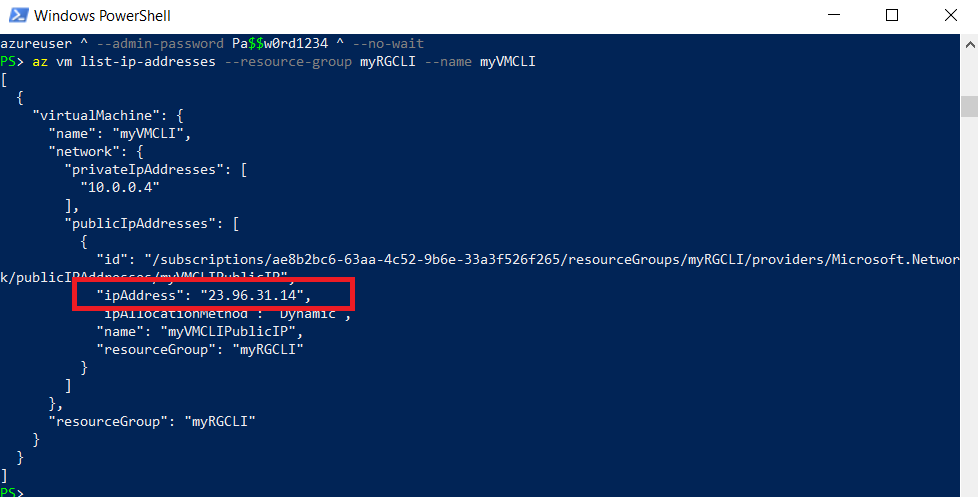 Windows PowerShell
azureuser ^ --admin-password Pa$$w0rd1234 ^ --no-wait
PS> az vm list-ip-addresses --resource-group myRGCLI --name myVMCLI
[
  {
    "virtualMachine": {
      "name": "myVMCLI",
      "network": {
        "privateIpAddresses": [
          "10.0.0.4"
        ],
        "publicIpAddresses": [
          {
            "id": "/subscriptions/ae8b2bc6-63aa-4c52-9b6e-33a3f526f265/resourceGroups/myRGCLI/providers/Microsoft.Networ
k/publicIPAddresses/myVMCLIPublicIP",
            "ipAddress": "23.96.31.14",
            "ipAllocationMethod": "Dynamic",
            "name": "myVMCLIPublicIP",
            "resourceGroup": "myRGCLI"
          }
        ]
      },
      "resourceGroup": "myRGCLI"
    }
  }
]
PS>